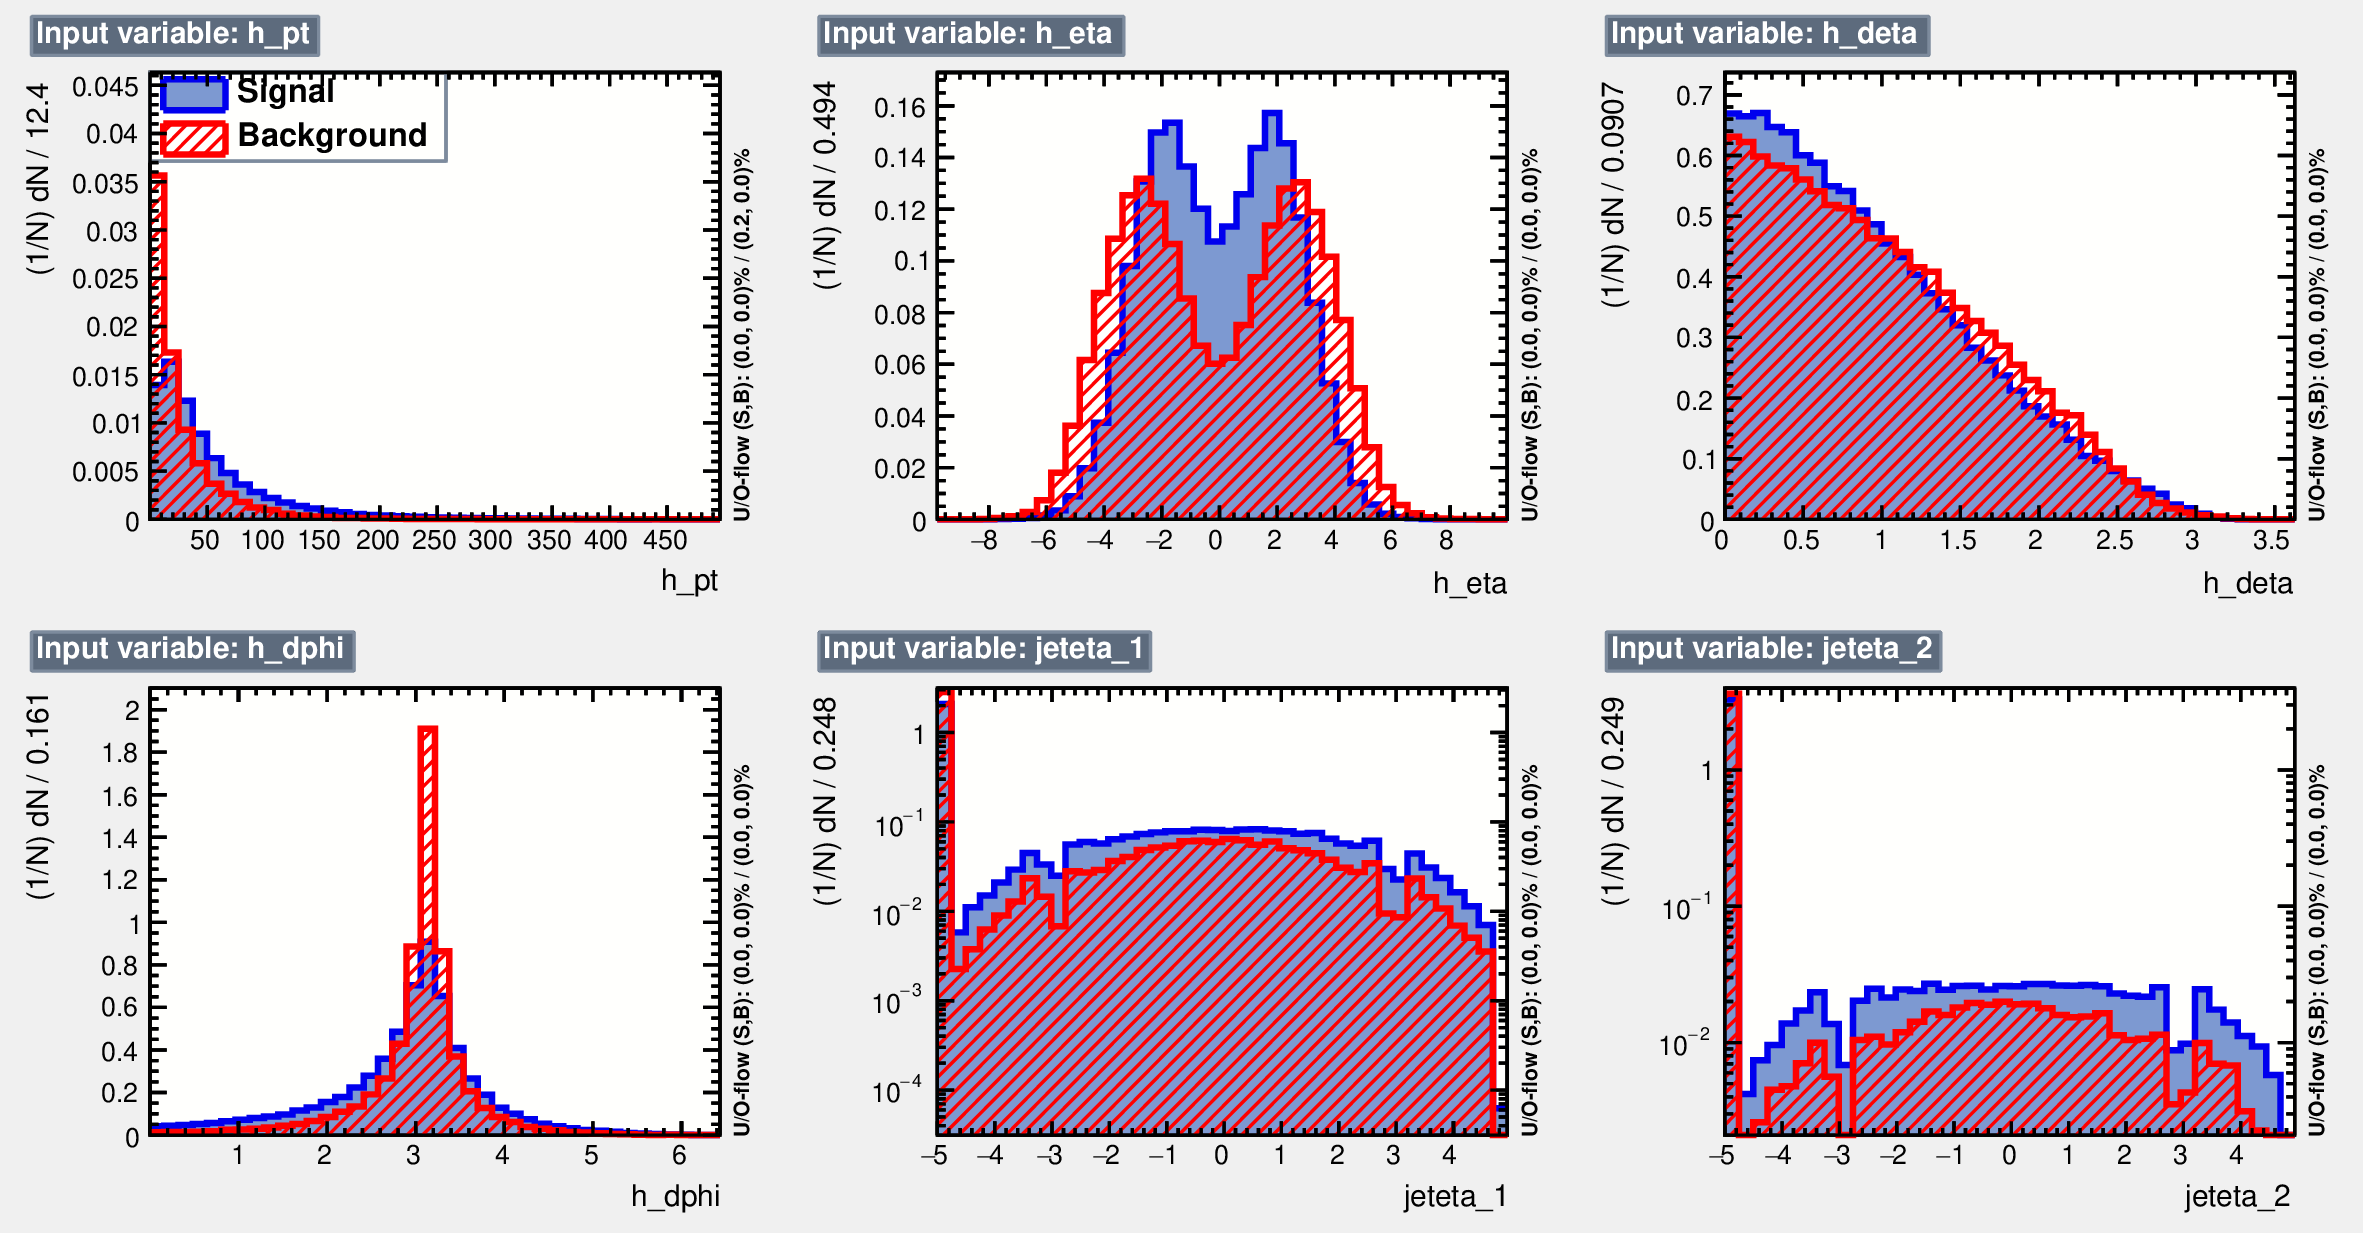 Input variable: h_pt
(1/N) dN / 12.4
0.045
0.04
0.035
0.03
0.025
0.02
0.015
0.01
0.005
0
Signal
Background
50 100 150 200 250 300 350 400 450
h_pt
U/O-flow (S,B): (0.0, 0.0)% / (0.2, 0.0)%
Input variable: h_eta
(1/N) dN / 0.494
0.16
0.14
0.12
0.1
0.08
0.06
0.04
0.02
0
−8 −6 −4 −2 0 2 4 6 8
h_eta
U/O-flow (S,B): (0.0, 0.0)% / (0.0, 0.0)%
Input variable: h_deta
(1/N) dN / 0.0907
0.7
0.6
0.5
0.4
0.3
0.2
0.1
0
0 0.5 1 1.5 2 2.5 3 3.5
h_deta
U/O-flow (S,B): (0.0, 0.0)% / (0.0, 0.0)%
Input variable: h_dphi
(1/N) dN / 0.161
2
1.8
1.6
1.4
1.2
1
0.8
0.6
0.4
0.2
0
1 2 3 4 5 6
h_dphi
U/O-flow (S,B): (0.0, 0.0)% / (0.0, 0.0)%
Input variable: jeteta_1
(1/N) dN / 0.248
1
10−1
10−2
10−3
10−4
−5 −4 −3 −2 −1 0 1 2 3 4
jeteta_1
U/O-flow (S,B): (0.0, 0.0)% / (0.0, 0.0)%
Input variable: jeteta_2
(1/N) dN / 0.249
1
10−1
10−2
−5 −4 −3 −2 −1 0 1 2 3 4
jeteta_2
U/O-flow (S,B): (0.0, 0.0)% / (0.0, 0.0)%